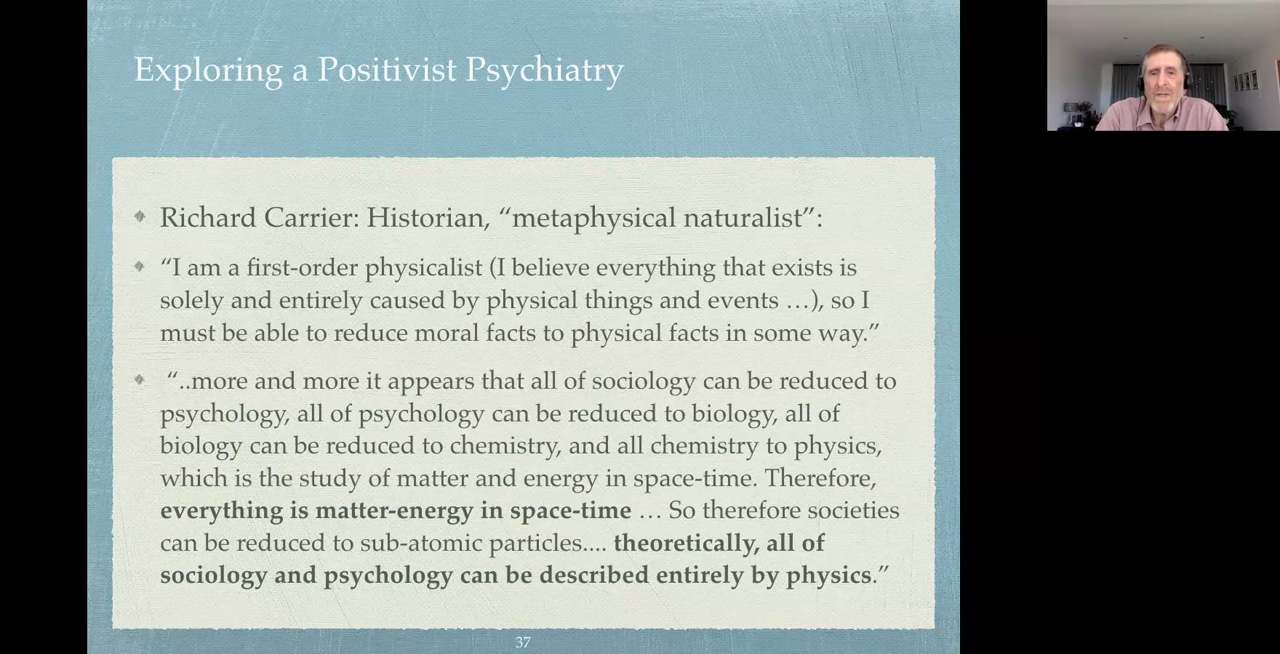 Exploring a Positivist Psychiatry
Richard Carrier: Historian, “metaphysical naturalist”:
“I am a first-order physicalist (I believe everything that exists is
solely and entirely caused by physical things and events …), so I
must be able to reduce moral facts to physical facts in some way.”
“..more and more it appears that all of sociology can be reduced to
psychology, all of psychology can be reduced to biology, all of
biology can be reduced to chemistry, and all chemistry to physics,
which is the study of matter and energy in space-time. Therefore,
everything is matter-energy in space-time … So therefore societies
can be reduced to sub-atomic particles.... theoretically, all of
sociology and psychology can be described entirely by physics.”
37